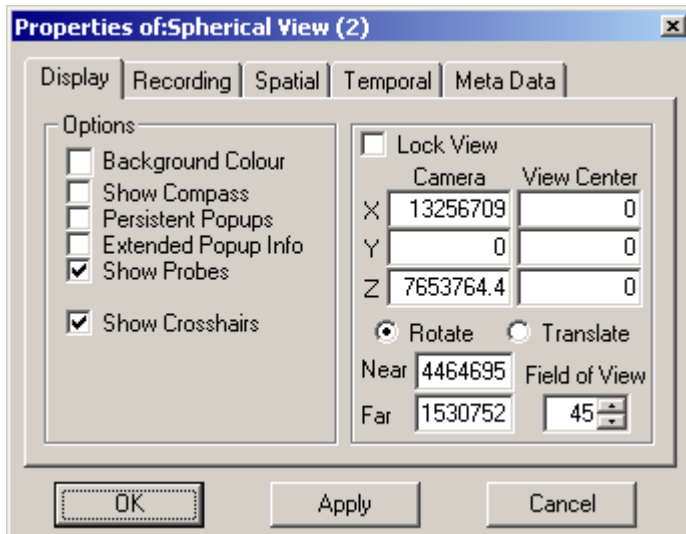 Properties of:Spherical View (2)
Display Recording Spatial Temporal Meta Data
Options
Background Colour
Show Compass
Persistent Popups
Extended Popup Info
Show Probes
Show Crosshairs
Lock View
Camera View Center
X 13256709 0
Y 0 0
Z 7653764.4 0
Rotate Translate
Near 4464695 Field of View
Far 1530752 45
OK Apply Cancel